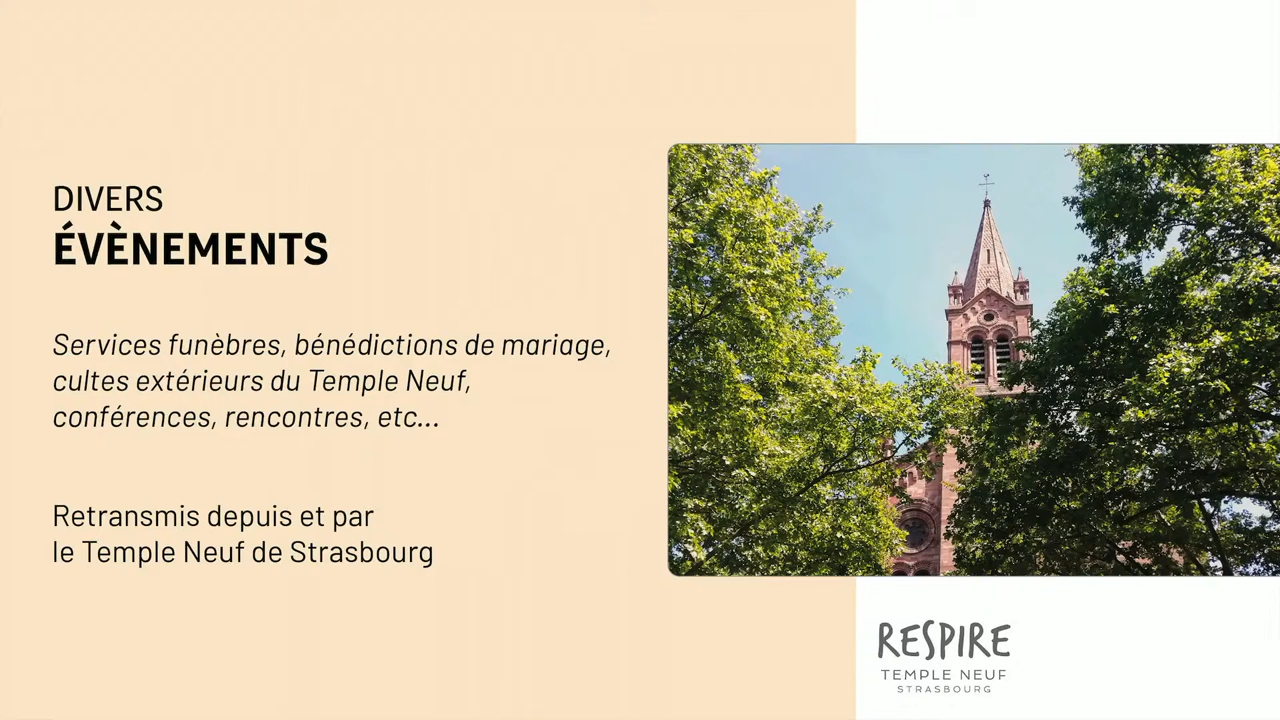 DIVERS
ÉVÈNEMENTS
Services funèbres, bénédictions de mariage,
cultes extérieurs du Temple Neuf,
conférences, rencontres, etc...
Retransmis depuis et par
le Temple Neuf de Strasbourg
RESPIRE
TEMPLE NEUF
STRASBOURG